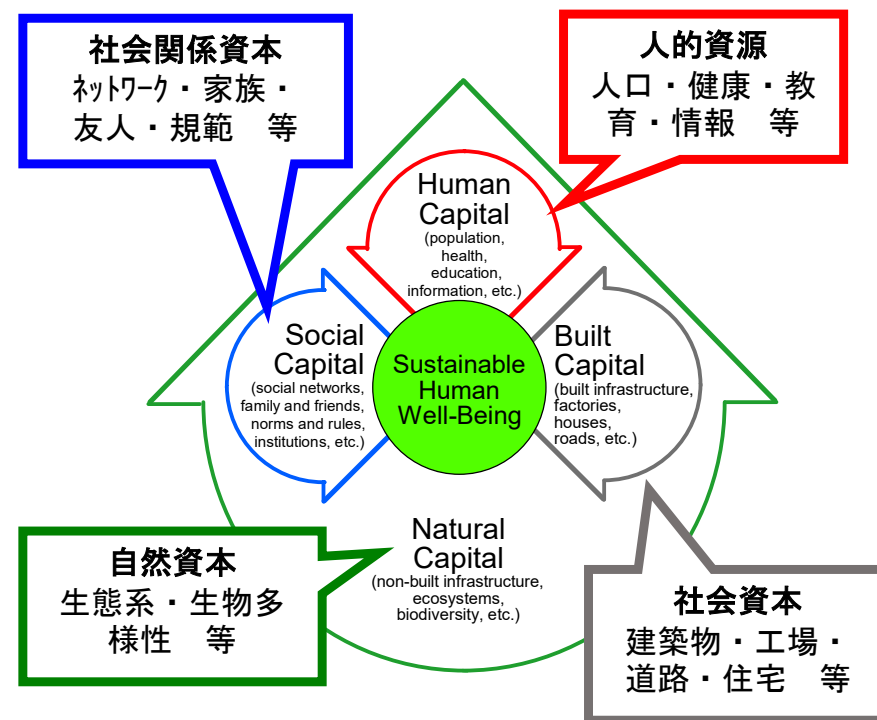 社会関係資本
ﾈｯﾄﾜｰｸ・家族・
友人・規範　等
人的資源
人口・健康・教
育・情報　等
Human
Capital
(population,
health,
education,
information, etc.)
Social
Capital
(social networks,
family and friends,
norms and rules,
institutions, etc.)
Sustainable
Human
Well-Being
Built
Capital
(built infrastructure,
factories,
houses,
roads, etc.)
Natural
Capital
(non-built infrastructure,
ecosystems,
biodiversity, etc.)
自然資本
生態系・生物多
様性　等
社会資本
建築物・工場・
道路・住宅　等